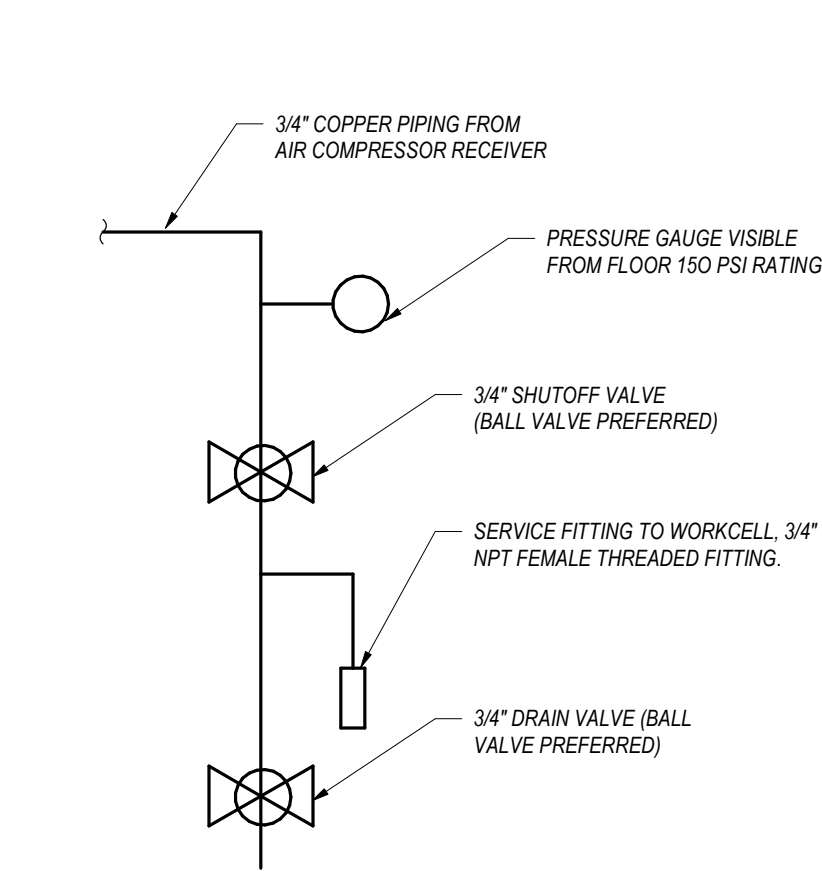 3/4" COPPER PIPING FROM
AIR COMPRESSOR RECEIVER
PRESSURE GAUGE VISIBLE
FROM FLOOR 15O PSI RATING
3/4" SHUTOFF VALVE
(BALL VALVE PREFERRED)
SERVICE FITTING TO WORKCELL, 3/4"
NPT FEMALE THREADED FITTING.
3/4" DRAIN VALVE (BALL
VALVE PREFERRED)